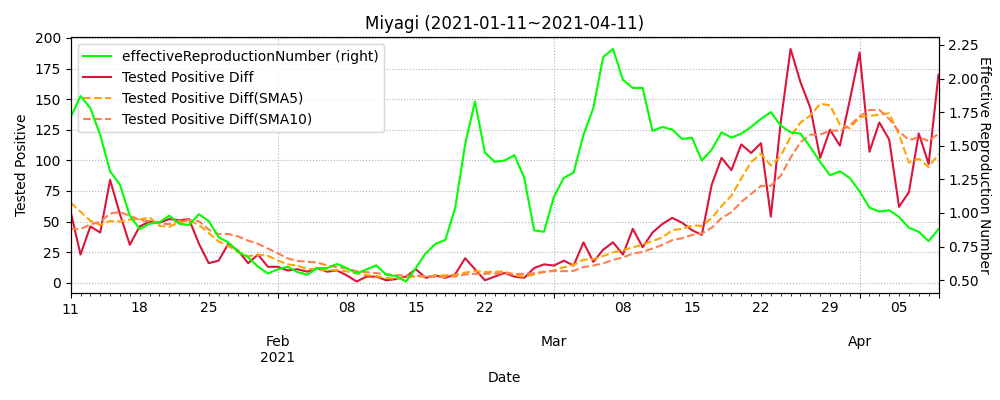 Miyagi (2021-01-11~2021-04-11)
effectiveReproductionNumber (right)
Tested Positive Diff
Tested Positive Diff(SMA5)
Tested Positive Diff(SMA10)
Tested Positive
200
175
150
125
100
75
50
25
0
2.25
2.00
1.75
1.50
1.25
1.00
0.75
0.50
Effective Reproduction Number
11 18 25 08 15 22 08 15 22 29 05
Feb Mar Apr
2021
Date